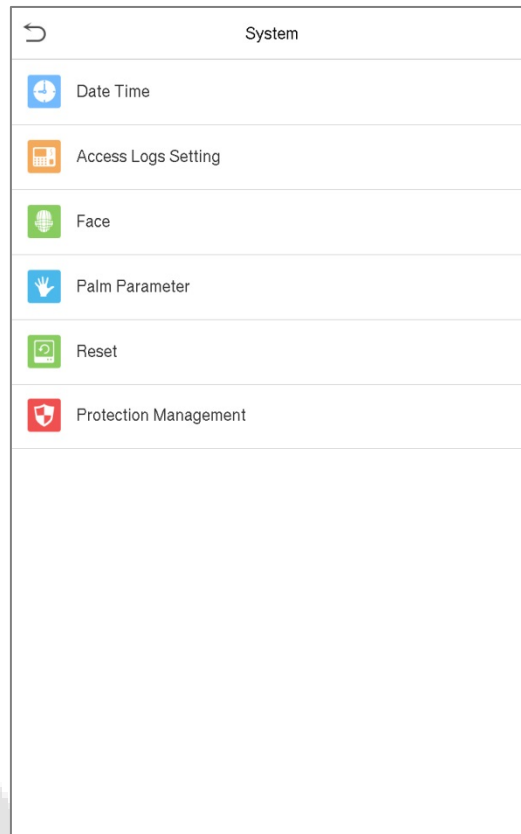 System
Date Time
Access Logs Setting
Face
Palm Parameter
Reset
Protection Management